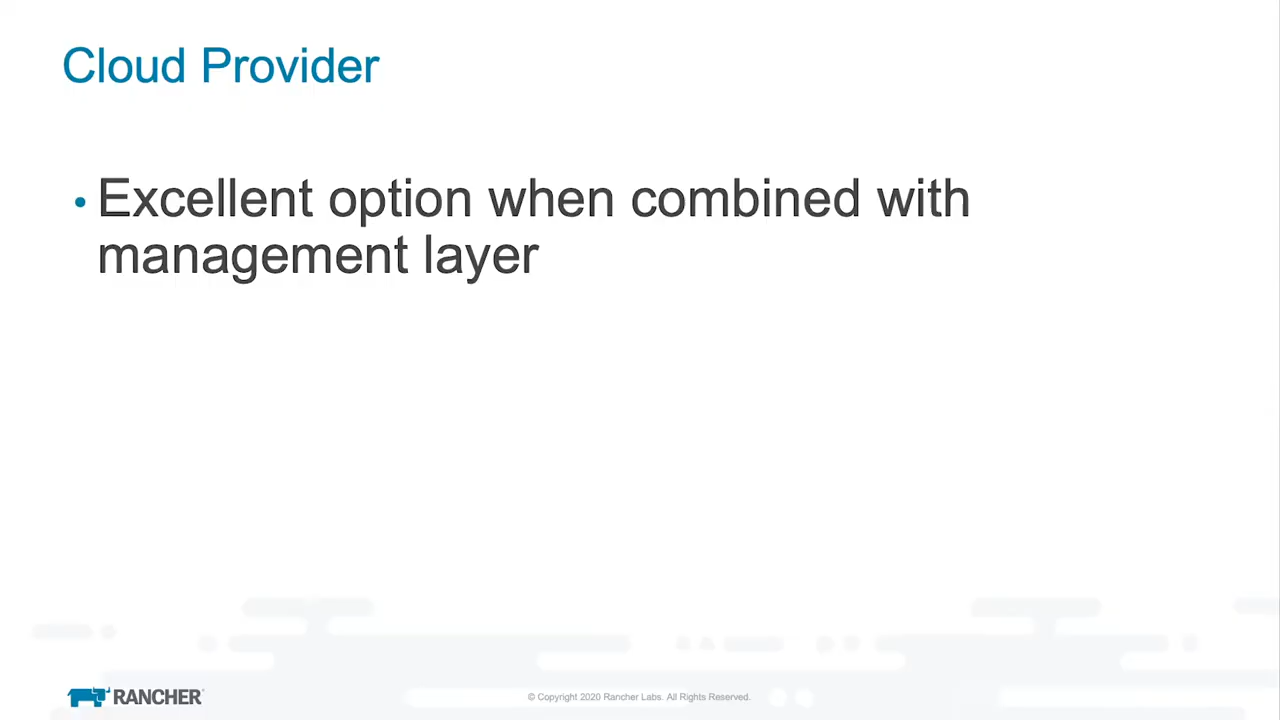 Cloud Provider
• Excellent option when combined with
management layer
RANCHER
© Copyright 2020 Rancher Labs. All Rights Reserved.